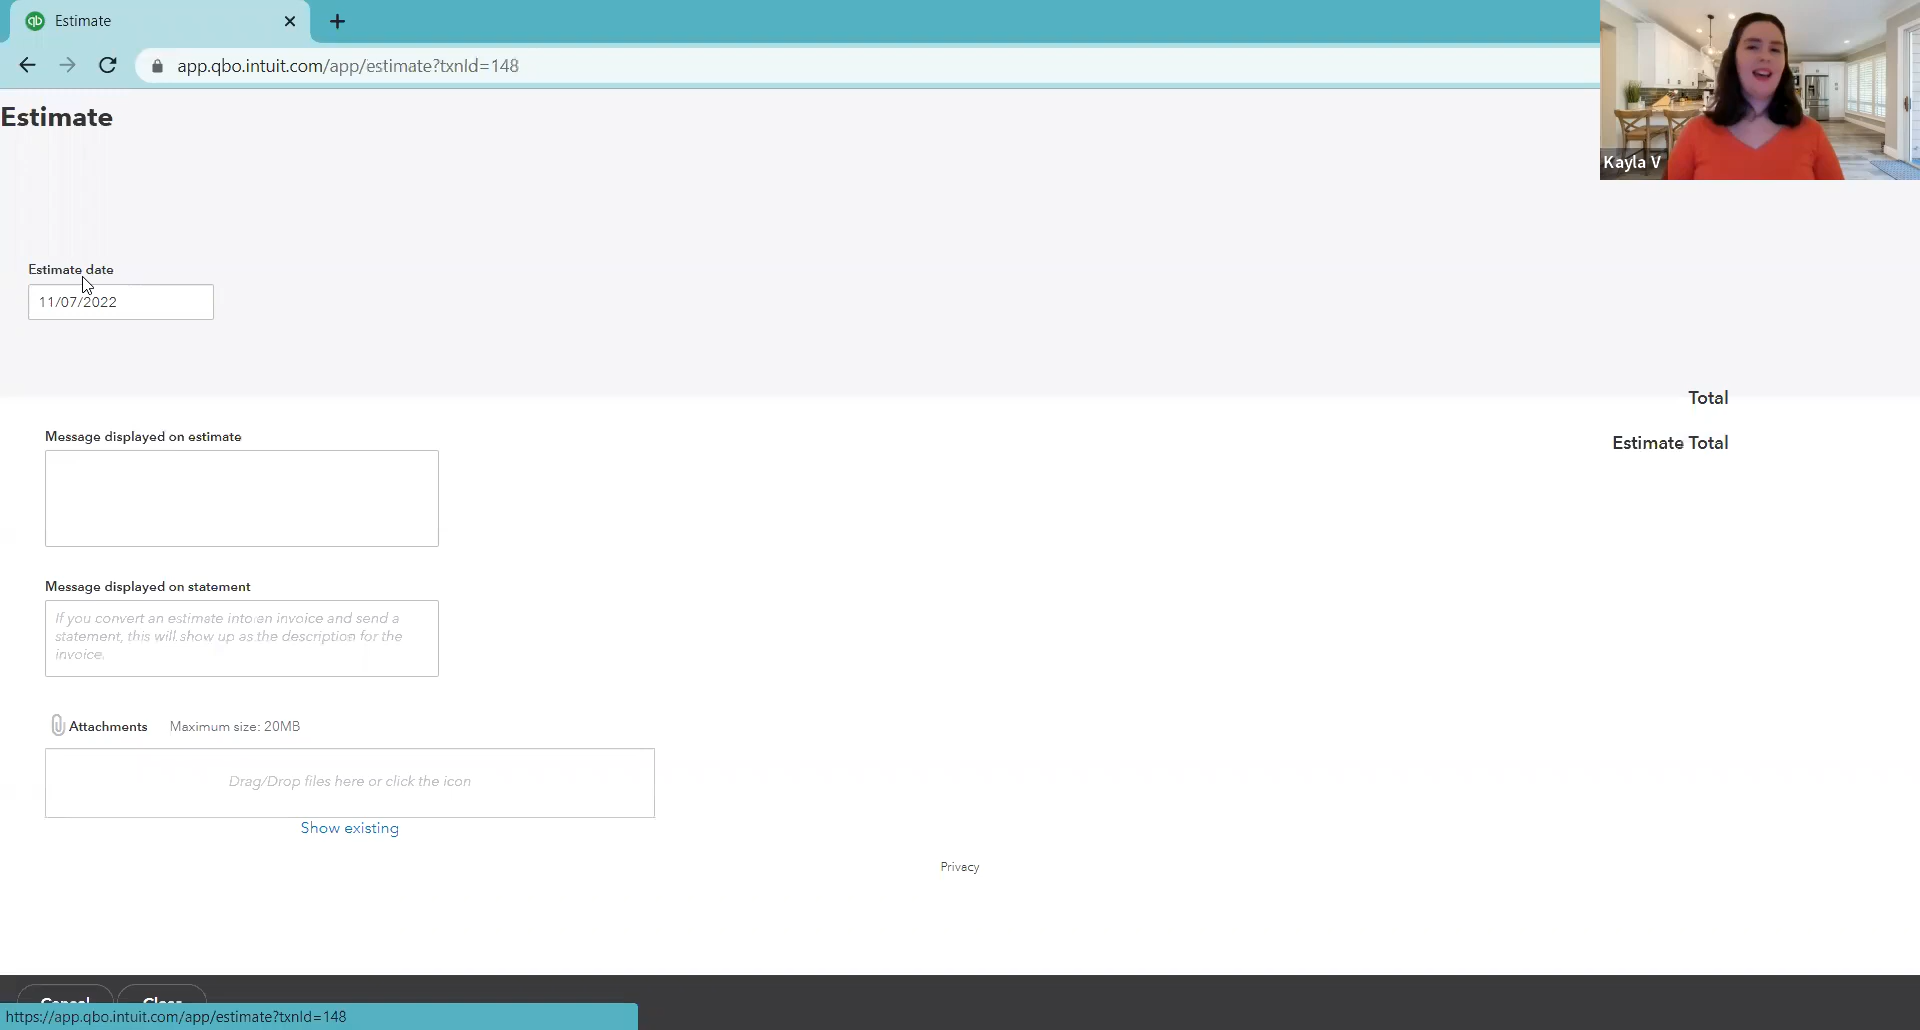 Estimate
app.qbo.intuit.com/app/estimate?txnId=148
Kayla V
Estimate
Estimate date
11/07/2022
Total
Estimate Total
Message displayed on estimate
Message displayed on statement
If you convert an estimate into an invoice and send a
statement, this will show up as the description for the
invoice.
Attachments Maximum size: 20MB
Drag/Drop files here or click the icon
Show existing
Privacy
Cancel Clear
https://app.qbo.intuit.com/app/estimate?txnId=148